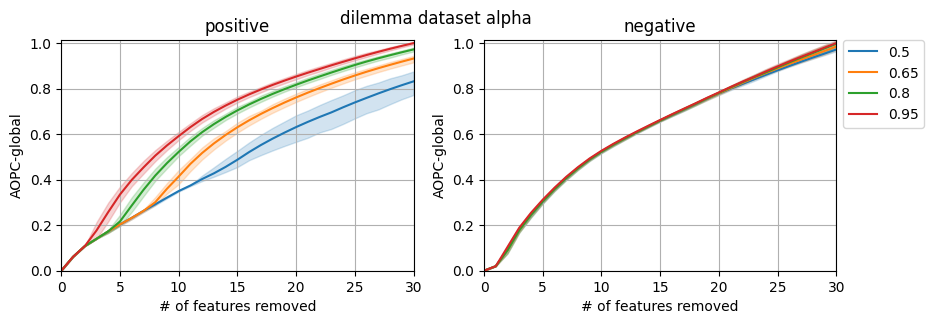 dilemma dataset alpha
positive
negative
1.0
0.8
0.6
0.4
0.2
0.0
AOPC-global
0 5 10 15 20 25 30
# of features removed
1.0
0.8
0.6
0.4
0.2
0.0
AOPC-global
0 5 10 15 20 25 30
# of features removed
0.5
0.65
0.8
0.95